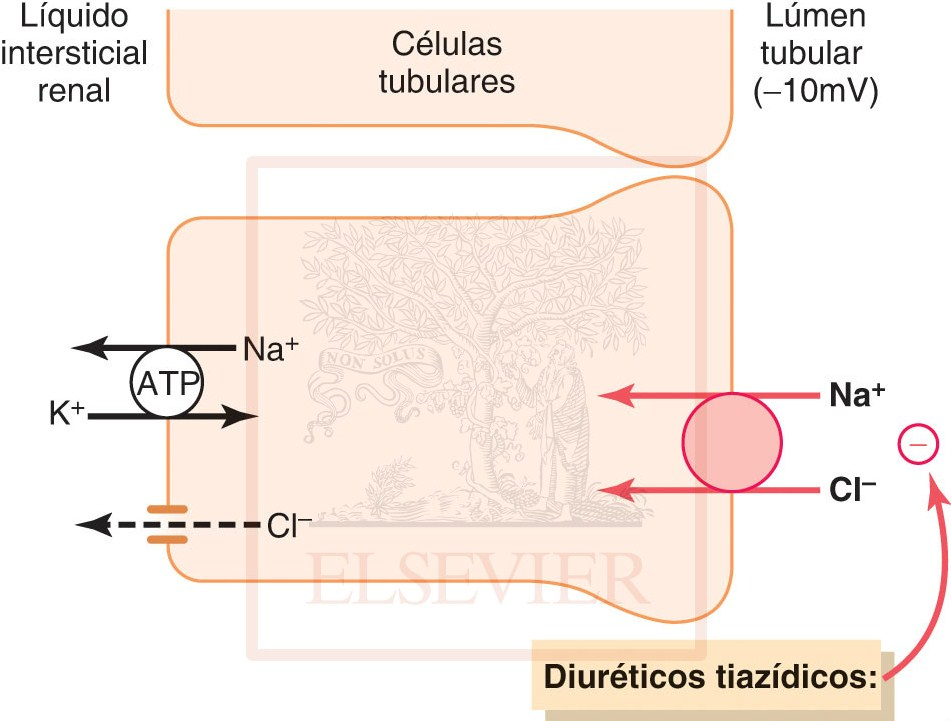 Líquido
intersticial
renal
Células
tubulares
Lúmen
tubular
(–10mV)
NON SOLUS
Na⁺
ATP
K⁺
Na⁺
–
Cl⁻
Cl⁻
ELSEVIER
Diuréticos tiazídicos: